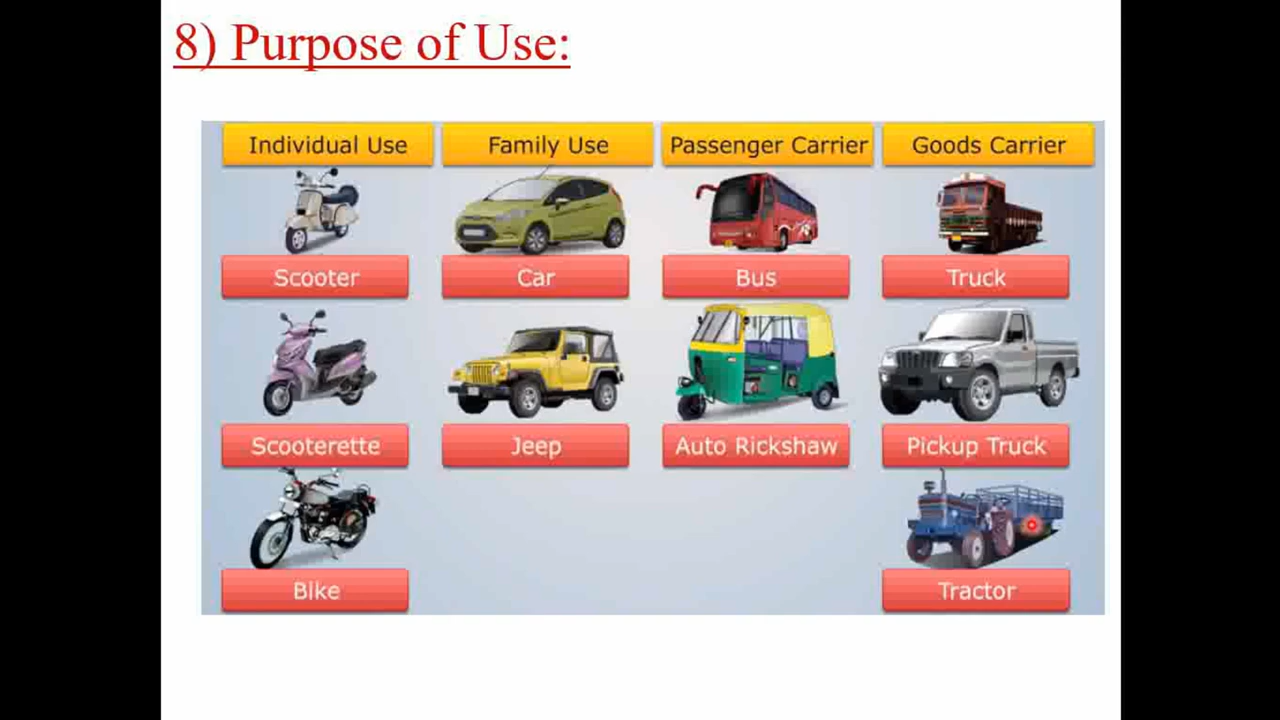 8) Purpose of Use:
Individual Use Family Use Passenger Carrier Goods Carrier
Scooter Car Bus Truck
Scooterette Jeep Auto Rickshaw Pickup Truck
Bike Tractor